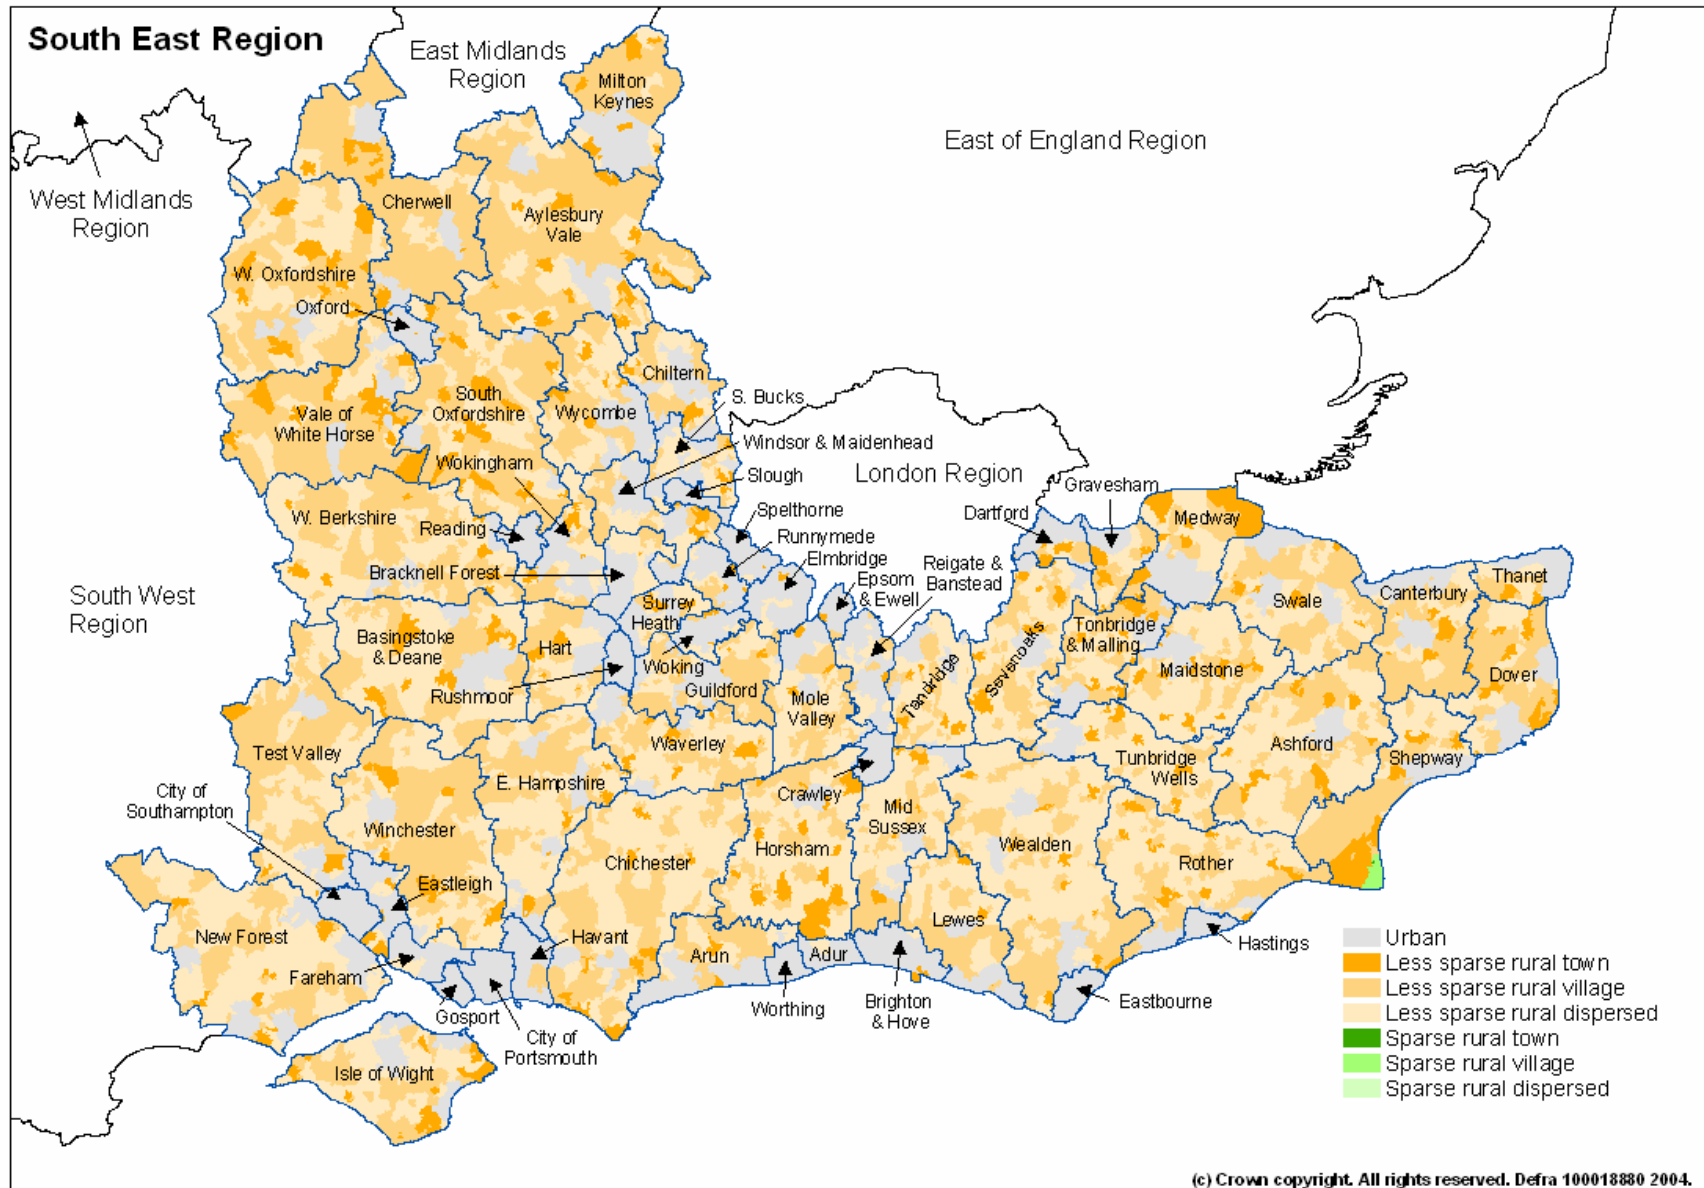 South East Region
East Midlands
Region
Milton
Keynes
East of England Region
West Midlands
Region
Cherwell
Aylesbury
Vale
W. Oxfordshire
Oxford
Chiltern
S. Bucks
South
Oxfordshire
Wycombe
Vale of
White Horse
Windsor & Maidenhead
Wokingham
London Region
Slough
Gravesham
W. Berkshire
Reading
Spelthorne
Dartford
Medway
Runnymede
Elmbridge
Reigate &
Banstead
Bracknell Forest
Epsom
& Ewell
Thanet
South West
Region
Surrey
Heath
Swale
Canterbury
Basingstoke
& Deane
Hart
Tonbridge
& Malling
Woking
Sevenoaks
Tandridge
Maidstone
Dover
Rushmoor
Guildford
Mole
Valley
Test Valley
Waverley
Ashford
Shepway
Tunbridge
Wells
E. Hampshire
Crawley
City of
Southampton
Mid
Sussex
Winchester
Chichester
Horsham
Wealden
Rother
Eastleigh
New Forest
Havant
Lewes
Arun
Adur
Hastings
Fareham
Gosport
City of
Portsmouth
Worthing
Brighton
& Hove
Eastbourne
Isle of Wight
Urban
Less sparse rural town
Less sparse rural village
Less sparse rural dispersed
Sparse rural town
Sparse rural village
Sparse rural dispersed
(c) Crown copyright. All rights reserved. Defra 100018880 2004.